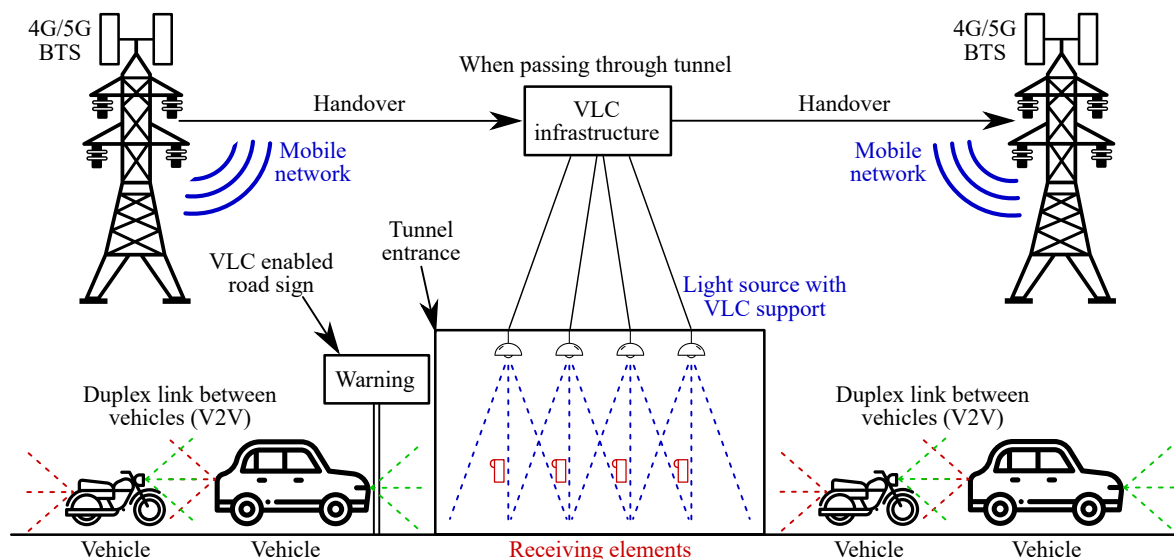 4G/5G
BTS
4G/5G
BTS
When passing through tunnel
Handover
VLC
infrastructure
Handover
Mobile
network
Mobile
network
Tunnel
entrance
VLC enabled
road sign
Light source with
VLC support
Warning
Duplex link between
vehicles (V2V)
Duplex link between
vehicles (V2V)
Vehicle
Vehicle
Receiving elements
Vehicle
Vehicle